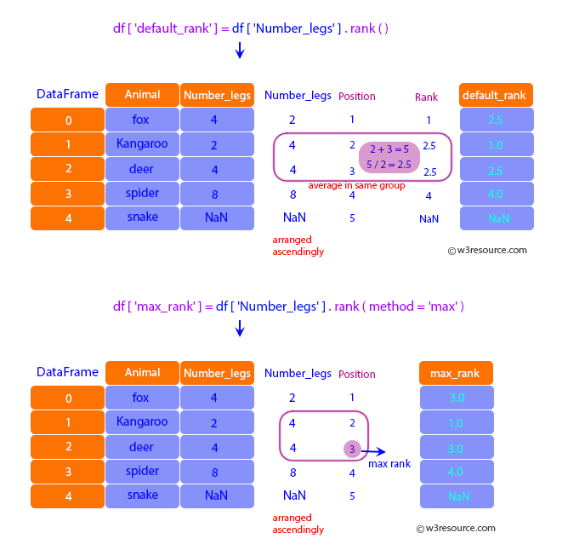 df [ 'default_rank' ] = df [ 'Number_legs' ] . rank ( )
DataFrame Animal Number_legs Number_legs Position Rank default_rank
0 fox 4 2 1 1 2.5
1 Kangaroo 2 4 2 2 + 3 = 5 2.5 1.0
5 / 2 = 2.5
2 deer 4 4 3 2.5 2.5
average in same group
3 spider 8 8 4 4 4.0
4 snake NaN NaN 5 NaN NaN
arranged
ascendingly
© w3resource.com
df [ 'max_rank' ] = df [ 'Number_legs' ] . rank ( method = 'max' )
DataFrame Animal Number_legs Number_legs Position max_rank
0 fox 4 2 1 3.0
1 Kangaroo 2 4 2 1.0
2 deer 4 4 3 3.0
max rank
3 spider 8 8 4 4.0
4 snake NaN NaN 5 NaN
arranged
ascendingly
© w3resource.com